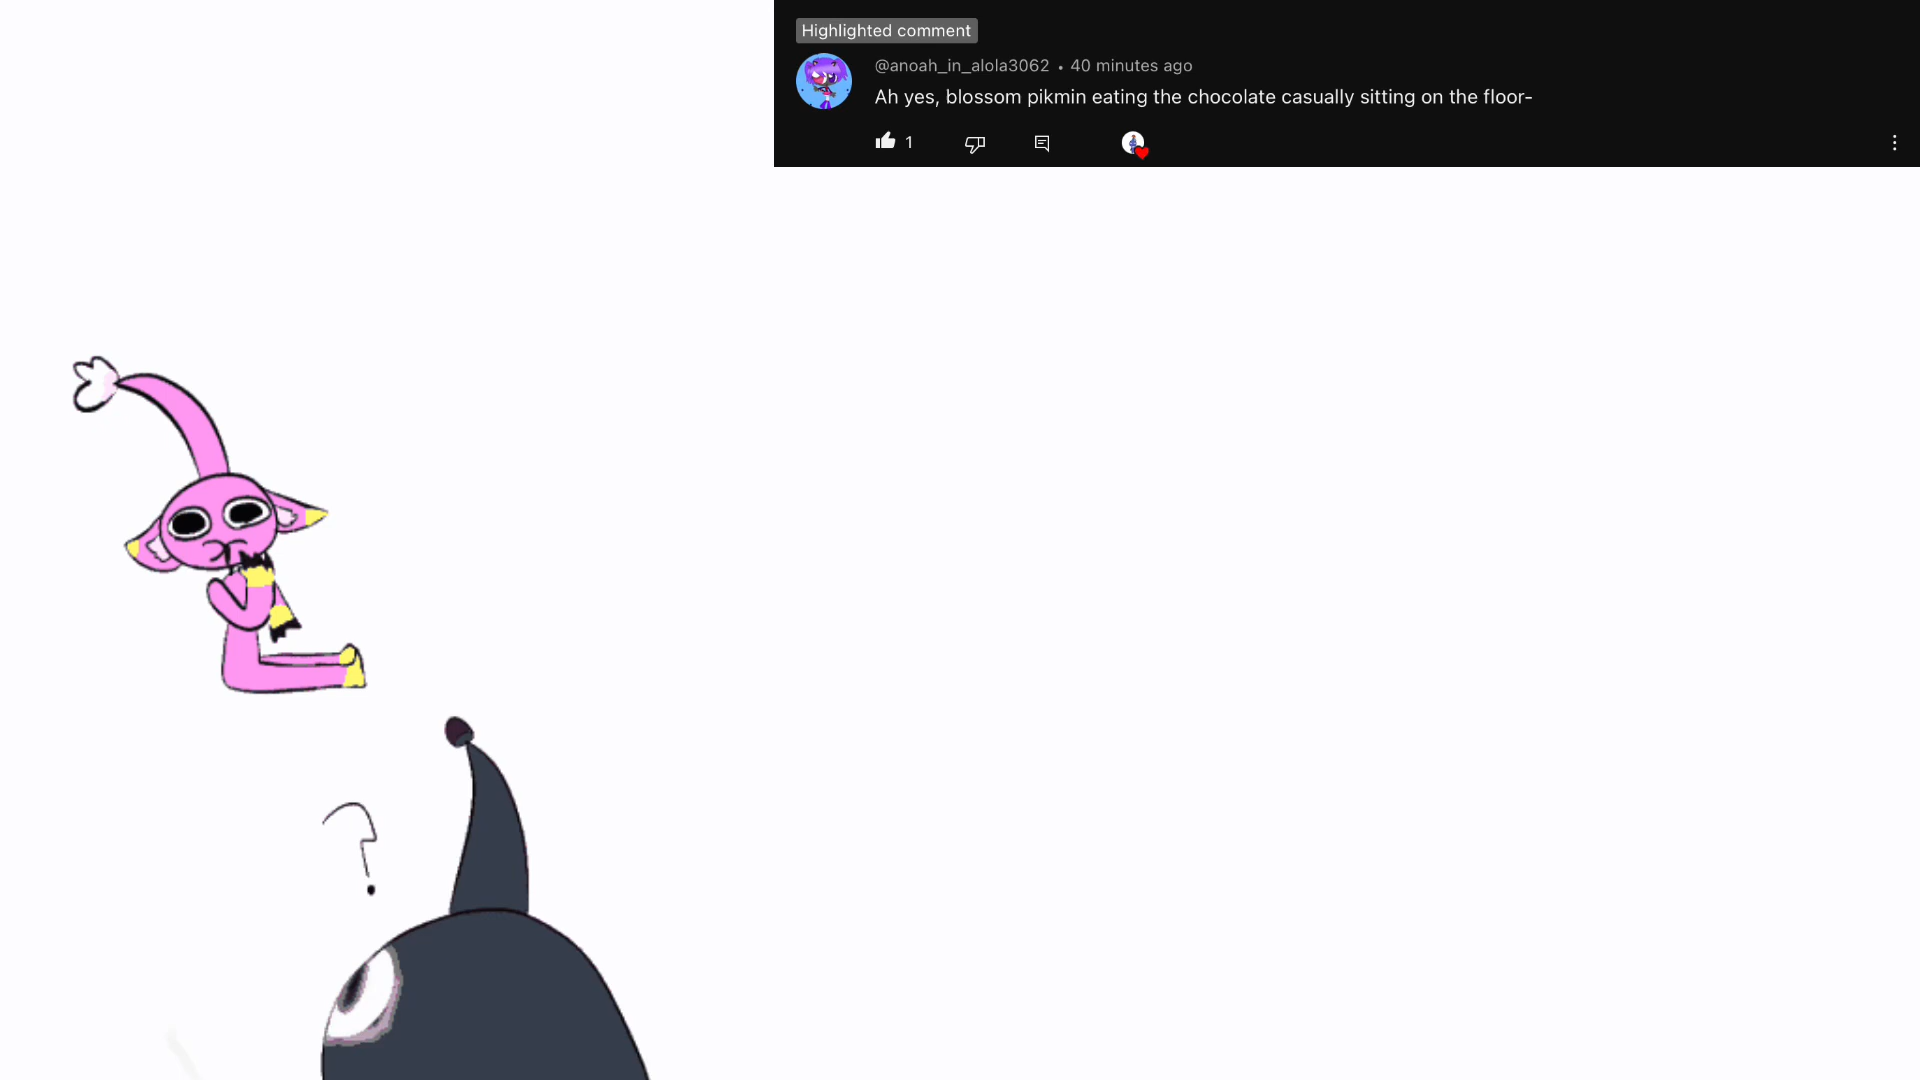 Highlighted comment
@anoah_in_alola3062 • 40 minutes ago
Ah yes, blossom pikmin eating the chocolate casually sitting on the floor-
1
?